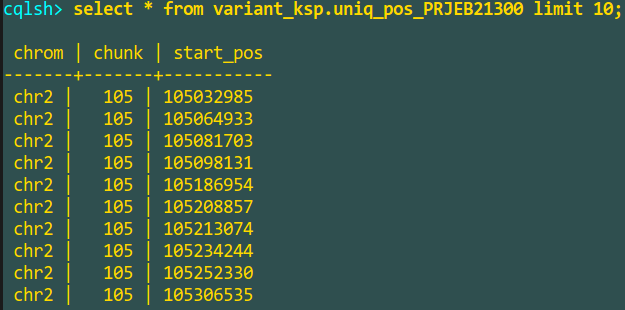 cqlsh> select * from variant_ksp.uniq_pos_PRJEB21300 limit 10;
chrom | chunk | start_pos
-------+-------+-----------
chr2 | 105 | 105032985
chr2 | 105 | 105064933
chr2 | 105 | 105081703
chr2 | 105 | 105098131
chr2 | 105 | 105186954
chr2 | 105 | 105208857
chr2 | 105 | 105213074
chr2 | 105 | 105234244
chr2 | 105 | 105252330
chr2 | 105 | 105306535